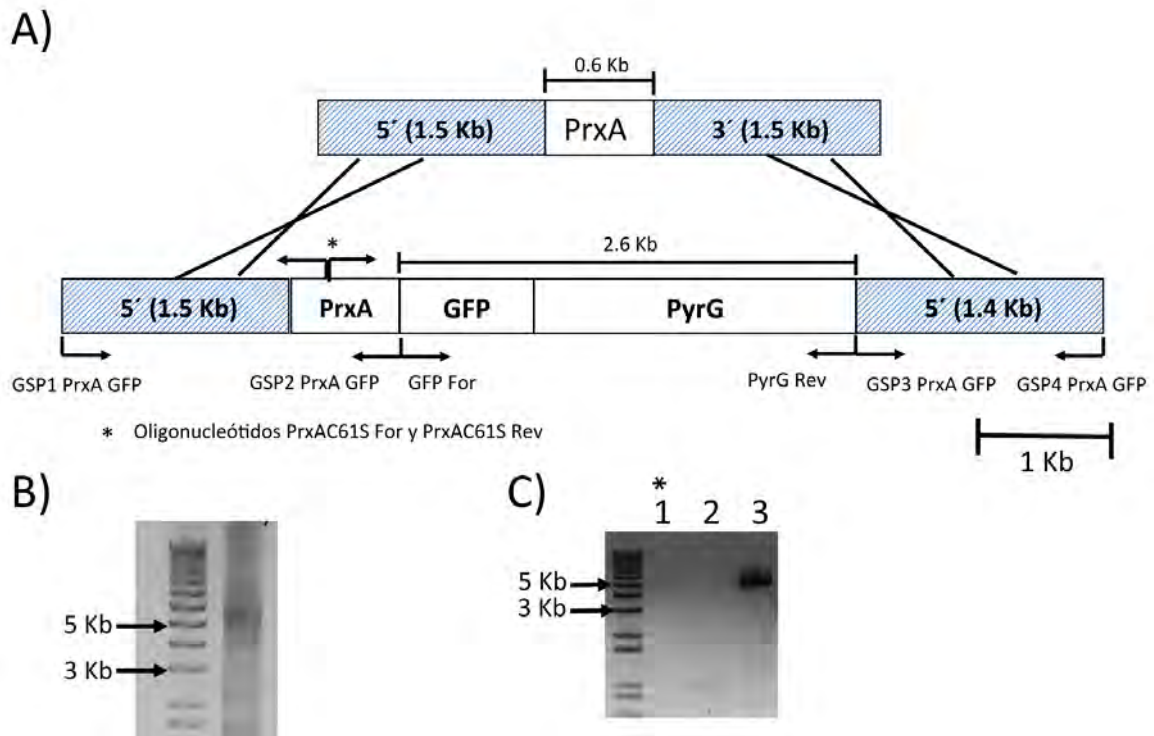 A)
0.6 Kb
5´ (1.5 Kb) PrxA 3´ (1.5 Kb)
* 2.6 Kb
5´ (1.5 Kb) PrxA GFP PyrG 5´ (1.4 Kb)
GSP1 PrxA GFP GSP2 PrxA GFP GFP For PyrG Rev GSP3 PrxA GFP GSP4 PrxA GFP
* Oligonucleótidos PrxAC61S For y PrxAC61S Rev
1 Kb
B)
5 Kb
3 Kb
C)
*
1 2 3
5 Kb
3 Kb